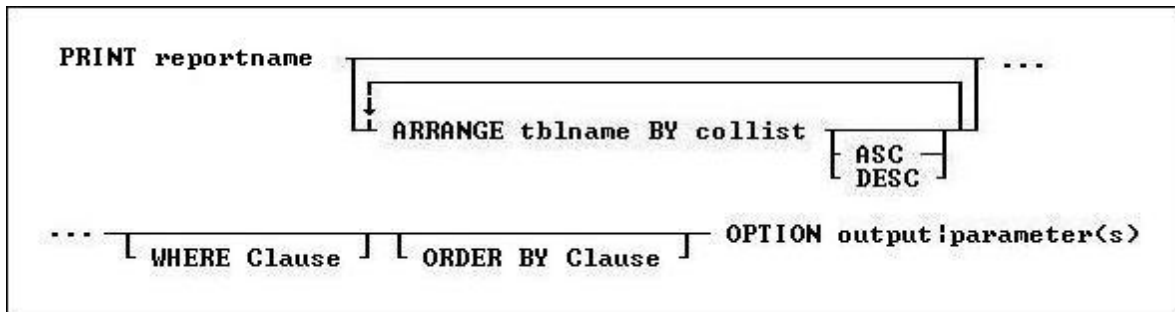 PRINT reportname ...
ARRANGE tblname BY collist
ASC
DESC
... WHERE Clause ORDER BY Clause OPTION output|parameter(s)